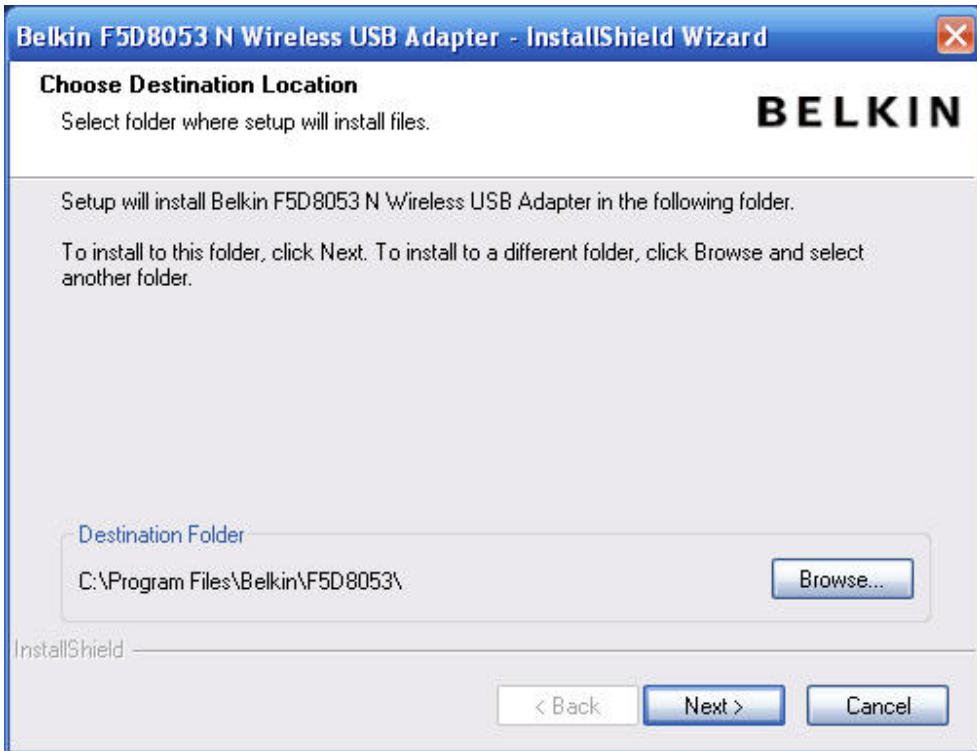 Belkin F5D8053 N Wireless USB Adapter - InstallShield Wizard
Choose Destination Location
Select folder where setup will install files.
BELKIN
Setup will install Belkin F5D8053 N Wireless USB Adapter in the following folder.
To install to this folder, click Next. To install to a different folder, click Browse and select
another folder.
Destination Folder
C:\Program Files\Belkin\F5D8053\
Browse...
InstallShield
< Back
Next >
Cancel